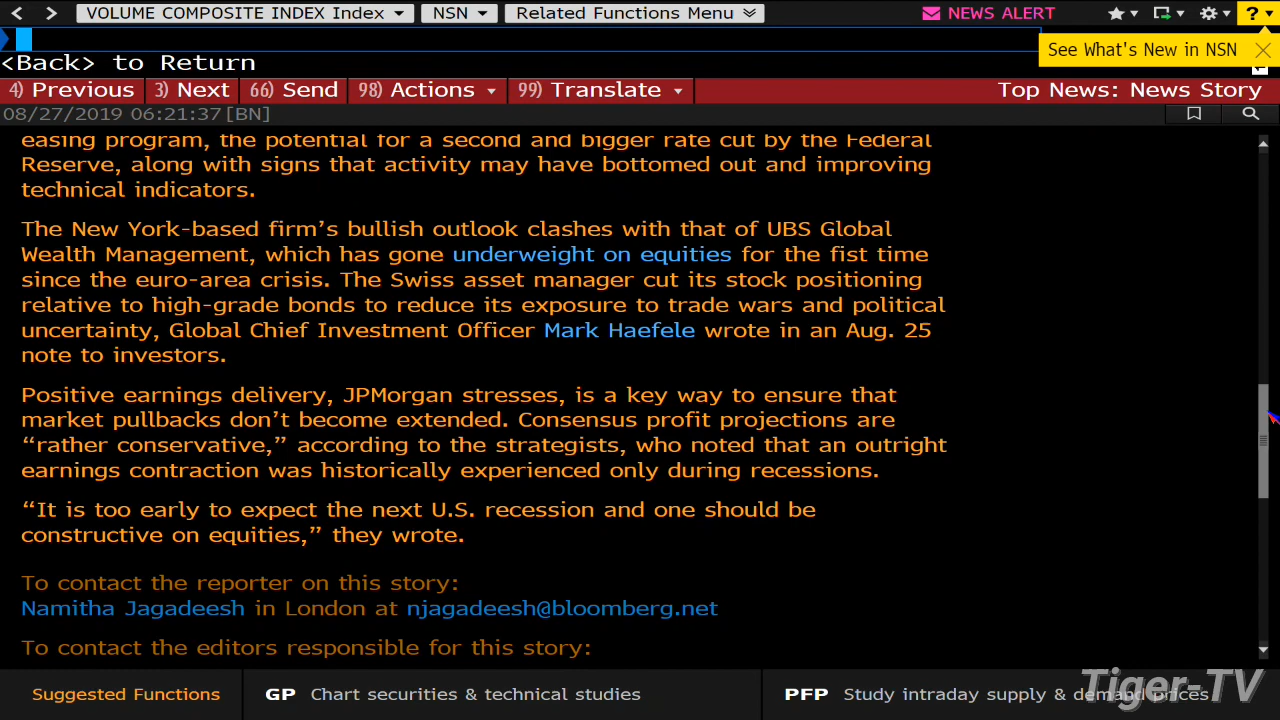 VOLUME COMPOSITE INDEX Index NSN Related Functions Menu NEWS ALERT ?
See What's New in NSN
<Back> to Return
4) Previous 3) Next 66) Send 98) Actions 99) Translate Top News: News Story
08/27/2019 06:21:37[BN]
easing program, the potential for a second and bigger rate cut by the Federal
Reserve, along with signs that activity may have bottomed out and improving
technical indicators.
The New York-based firm’s bullish outlook clashes with that of UBS Global
Wealth Management, which has gone underweight on equities for the fist time
since the euro-area crisis. The Swiss asset manager cut its stock positioning
relative to high-grade bonds to reduce its exposure to trade wars and political
uncertainty, Global Chief Investment Officer Mark Haefele wrote in an Aug. 25
note to investors.
Positive earnings delivery, JPMorgan stresses, is a key way to ensure that
market pullbacks don’t become extended. Consensus profit projections are
“rather conservative,” according to the strategists, who noted that an outright
earnings contraction was historically experienced only during recessions.
“It is too early to expect the next U.S. recession and one should be
constructive on equities,” they wrote.
To contact the reporter on this story:
Namitha Jagadeesh in London at njagadeesh@bloomberg.net
To contact the editors responsible for this story:
Suggested Functions GP Chart securities & technical studies PFP Study intraday supply & demand prices
Tiger-TV